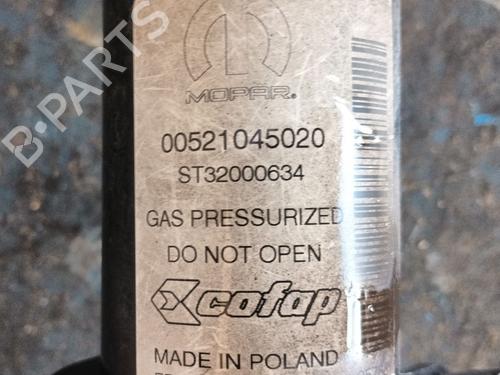 B·PARTS
MOPAR®
00521045020
ST32000634
GAS PRESSURIZED
DO NOT OPEN
cofap
MADE IN POLAND